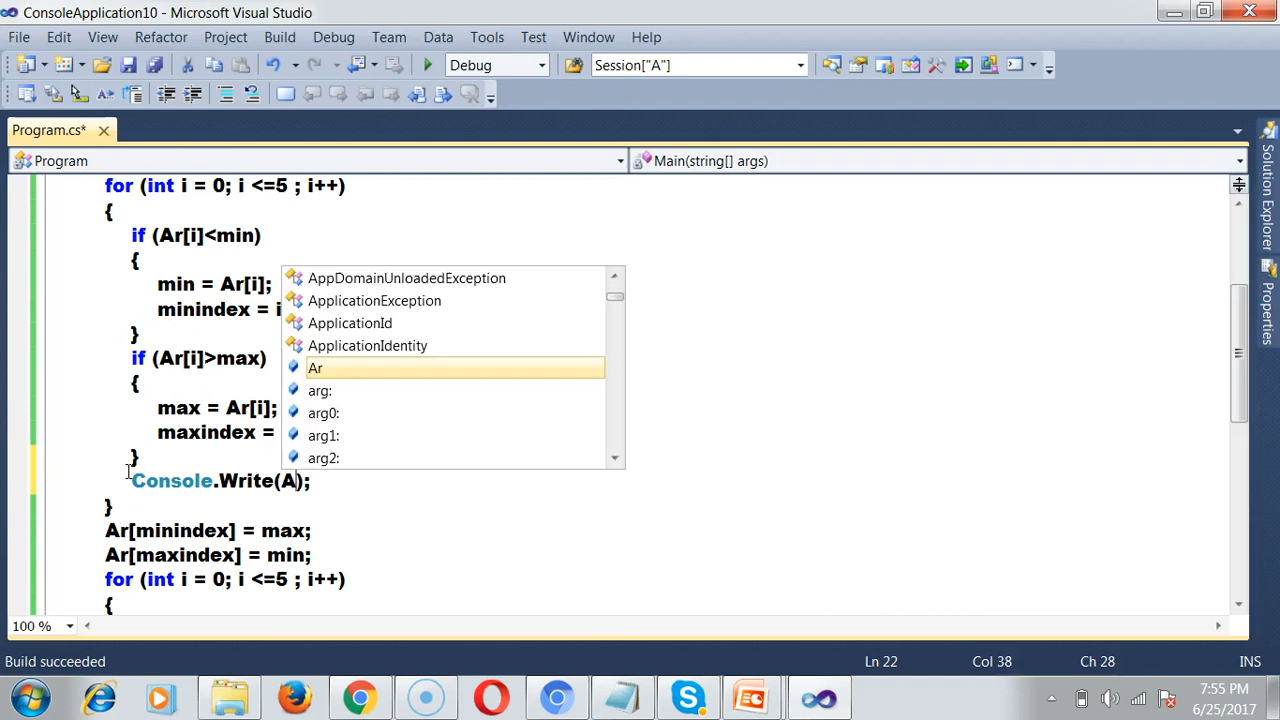 ConsoleApplication10 - Microsoft Visual Studio
File Edit View Refactor Project Build Debug Team Data Tools Test Window Help
Debug Session["A"]
Program.cs*
Program Main(string[] args)
for (int i = 0; i <=5 ; i++)
{
if (Ar[i]<min)
{
min = Ar[i];
minindex = i
}
if (Ar[i]>max)
{
max = Ar[i];
maxindex =
}
Console.Write(A);
}
Ar[minindex] = max;
Ar[maxindex] = min;
for (int i = 0; i <=5 ; i++)
{
AppDomainUnloadedException
ApplicationException
ApplicationId
ApplicationIdentity
Ar
arg:
arg0:
arg1:
arg2:
Solution Explorer
Properties
100 %
Build succeeded Ln 22 Col 38 Ch 28 INS
7:55 PM
6/25/2017